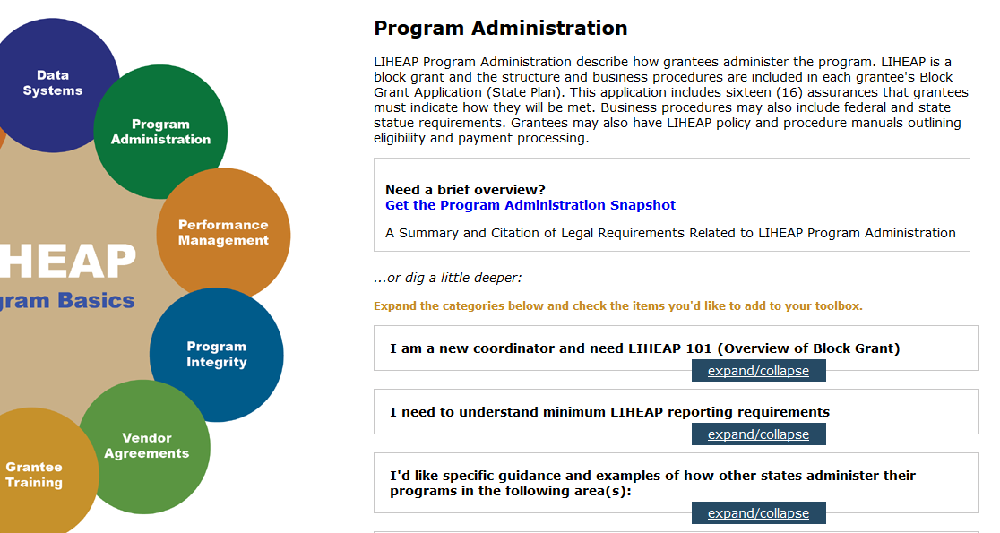 Data
Systems
Program
Administration
Performance
Management
HEAP
gram Basics
Program
Integrity
Vendor
Agreements
Grantee
Training
Program Administration
LIHEAP Program Administration describe how grantees administer the program. LIHEAP is a
block grant and the structure and business procedures are included in each grantee's Block
Grant Application (State Plan). This application includes sixteen (16) assurances that grantees
must indicate how they will be met. Business procedures may also include federal and state
statue requirements. Grantees may also have LIHEAP policy and procedure manuals outlining
eligibility and payment processing.
Need a brief overview?
Get the Program Administration Snapshot
A Summary and Citation of Legal Requirements Related to LIHEAP Program Administration
...or dig a little deeper:
Expand the categories below and check the items you'd like to add to your toolbox.
I am a new coordinator and need LIHEAP 101 (Overview of Block Grant)
expand/collapse
I need to understand minimum LIHEAP reporting requirements
expand/collapse
I'd like specific guidance and examples of how other states administer their
programs in the following area(s):
expand/collapse